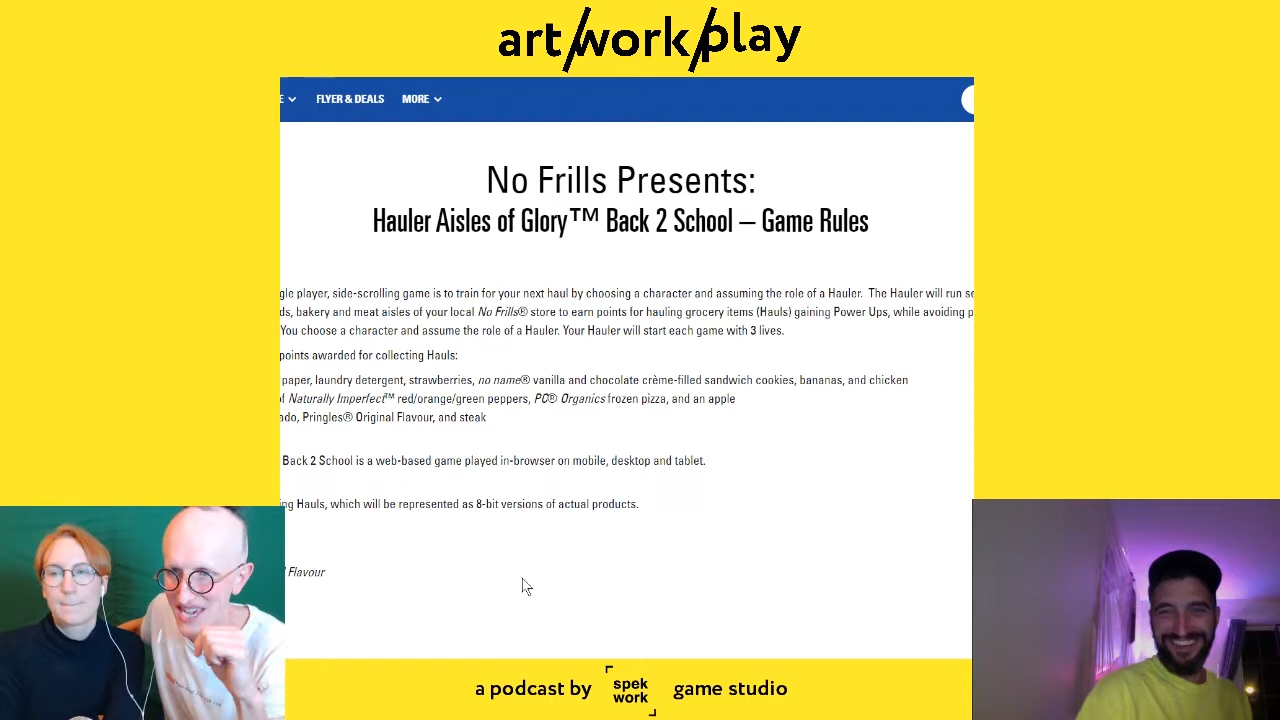 art/work/play
FLYER & DEALS MORE
No Frills Presents:
Hauler Aisles of Glory™ Back 2 School – Game Rules
player, side-scrolling game is to train for your next haul by choosing a character and assuming the role of a Hauler. The Hauler will run
bakery and meat aisles of your local No Frills® store to earn points for hauling grocery items (Hauls) gaining Power Ups, while avoiding
You choose a character and assume the role of a Hauler. Your Hauler will start each game with 3 lives.
points awarded for collecting Hauls:
paper, laundry detergent, strawberries, no name® vanilla and chocolate crème-filled sandwich cookies, bananas, and chicken
Naturally Imperfect™ red/orange/green peppers, PC® Organics frozen pizza, and an apple
Pringles® Original Flavour, and steak
Back 2 School is a web-based game played in-browser on mobile, desktop and tablet.
Hauls, which will be represented as 8-bit versions of actual products.
Flavour
a podcast by spek work game studio